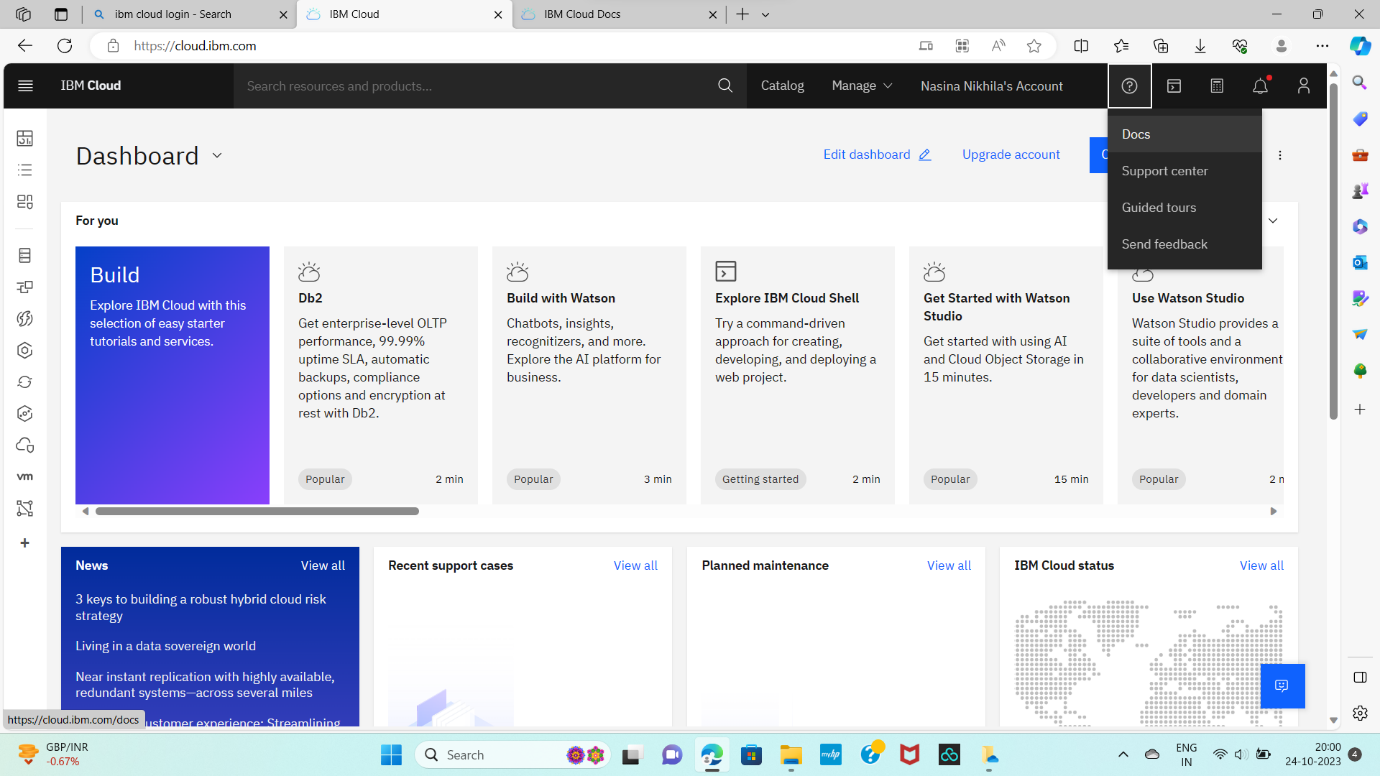 ibm cloud login - Search
IBM Cloud
IBM Cloud Docs
https://cloud.ibm.com
IBM Cloud
Search resources and products...
Catalog
Manage
Nasina Nikhila's Account
Docs
Support center
Guided tours
Send feedback
Dashboard
Edit dashboard
Upgrade account
For you
Build
Explore IBM Cloud with this
selection of easy starter
tutorials and services.
Db2
Get enterprise-level OLTP
performance, 99.99%
uptime SLA, automatic
backups, compliance
options and encryption at
rest with Db2.
Popular
2 min
Build with Watson
Chatbots, insights,
recognitizers, and more.
Explore the AI platform for
business.
Popular
3 min
Explore IBM Cloud Shell
Try a command-driven
approach for creating,
developing, and deploying a
web project.
Getting started
2 min
Get Started with Watson
Studio
Get started with using AI
and Cloud Object Storage in
15 minutes.
Popular
15 min
Use Watson Studio
Watson Studio provides a
suite of tools and a
collaborative environment
for data scientists,
developers and domain
experts.
Popular
2
vm
News
View all
3 keys to building a robust hybrid cloud risk
strategy
Living in a data sovereign world
Near instant replication with highly available,
redundant systems—across several miles
customer experience: Streamlining
Recent support cases
View all
Planned maintenance
View all
IBM Cloud status
View all
https://cloud.ibm.com/docs
GBP/INR
-0.67%
Search
ENG
IN
20:00
24-10-2023
4